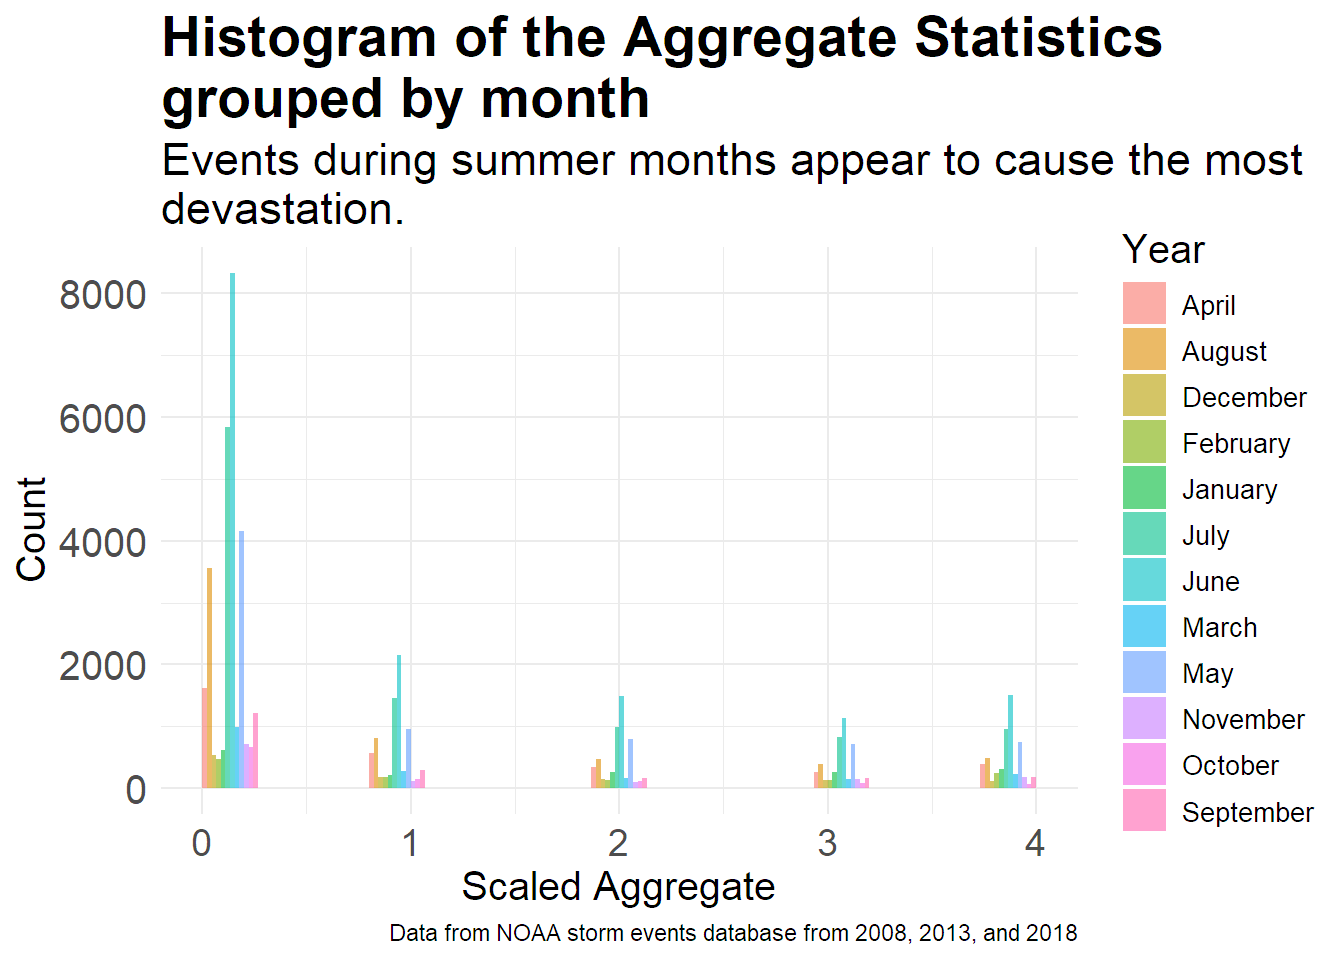 Histogram of the Aggregate Statistics
grouped by month
Events during summer months appear to cause the most
devastation.
Year
April
August
December
February
January
July
June
March
May
November
October
September
8000
6000
4000
2000
0
Count
0 1 2 3 4
Scaled Aggregate
Data from NOAA storm events database from 2008, 2013, and 2018